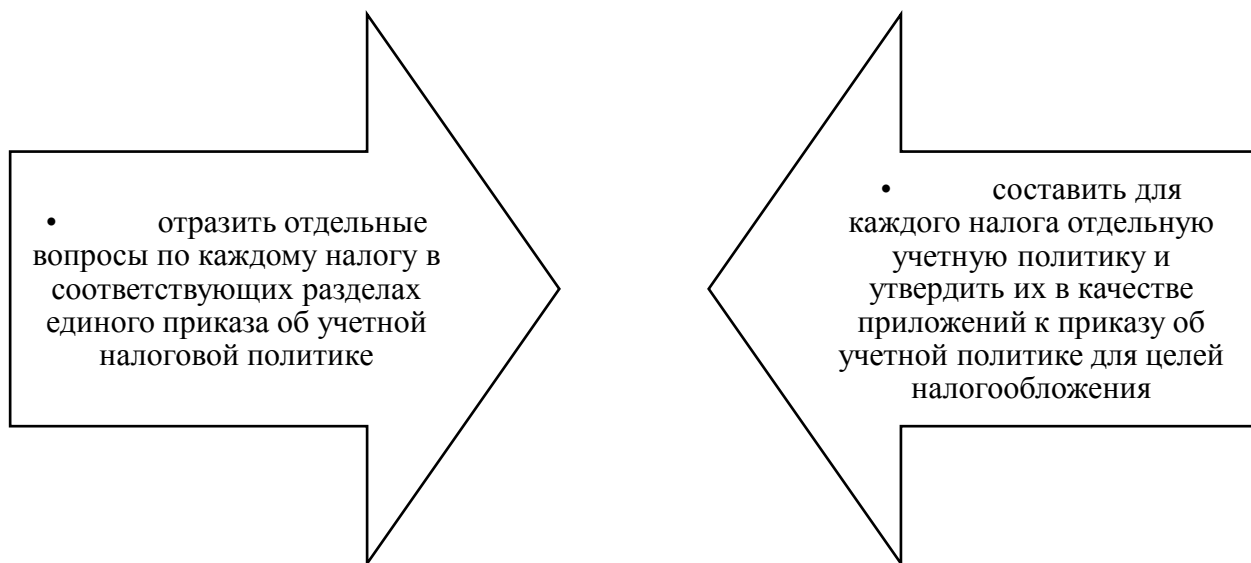 • отразить отдельные
вопросы по каждому налогу в
соответствующих разделах
единого приказа об учетной
налоговой политике
• составить для
каждого налога отдельную
учетную политику и
утвердить их в качестве
приложений к приказу об
учетной политике для целей
налогообложения